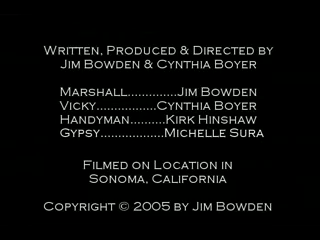 Written, Produced & Directed by
Jim Bowden & Cynthia Boyer
Marshall..............Jim Bowden
Vicky.................Cynthia Boyer
Handyman..........Kirk Hinshaw
Gypsy..................Michelle Sura
Filmed on Location in
Sonoma, California
Copyright © 2005 by Jim Bowden